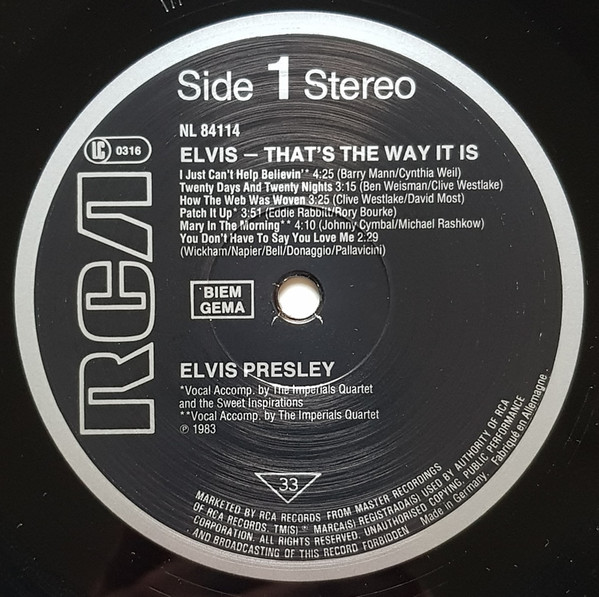 Side 1 Stereo
NL 84114
LC 0316
ELVIS – THAT'S THE WAY IT IS
I Just Can't Help Believin'* 4:25 (Barry Mann/Cynthia Weil)
Twenty Days And Twenty Nights 3:15 (Ben Weisman/Clive Westlake)
How The Web Was Woven 3:25 (Clive Westlake/David Most)
Patch It Up* 3:51 (Eddie Rabbitt/Rory Bourke)
Mary In The Morning** 4:10 (Johnny Cymbal/Michael Rashkow)
You Don't Have To Say You Love Me 2.29
(Wickham/Napier/Bell/Donaggio/Pallavicini)
RCA
BIEM
GEMA
ELVIS PRESLEY
*Vocal Accomp. by The Imperials Quartet
and the Sweet Inspirations
**Vocal Accomp. by The Imperials Quartet
℗ 1983
33
MARKETED BY RCA RECORDS FROM MASTER RECORDINGS
OF RCA RECORDS. TM(S) ® MARCA(S) REGISTRADA(S) USED BY AUTHORITY OF RCA
CORPORATION. ALL RIGHTS RESERVED. UNAUTHORISED COPYING, PUBLIC PERFORMANCE
AND BROADCASTING OF THIS RECORD FORBIDDEN Made in Germany. Fabriqué en Allemagne.